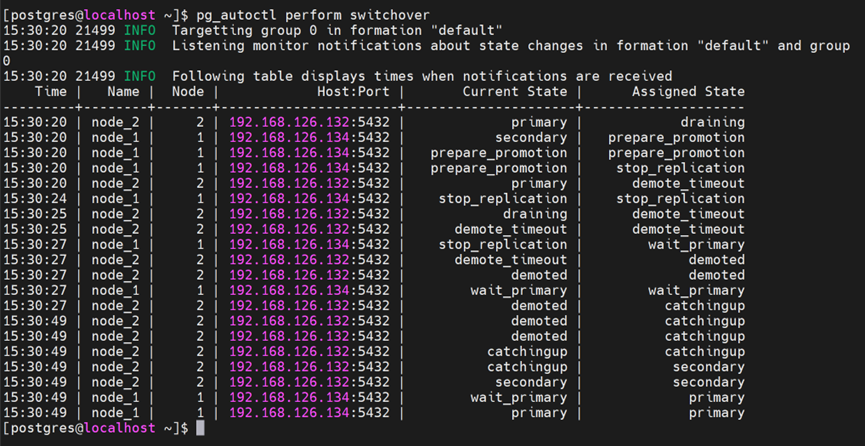 [postgres@localhost ~]$ pg_autoctl perform switchover
15:30:20 21499 INFO  Targetting group 0 in formation "default"
15:30:20 21499 INFO  Listening monitor notifications about state changes in formation "default" and group
0
15:30:20 21499 INFO  Following table displays times when notifications are received
    Time |   Name |  Node |            Host:Port |       Current State |      Assigned State
---------+--------+-------+----------------------+---------------------+--------------------
15:30:20 | node_2 |     2 | 192.168.126.132:5432 |             primary |            draining
15:30:20 | node_1 |     1 | 192.168.126.134:5432 |           secondary |   prepare_promotion
15:30:20 | node_1 |     1 | 192.168.126.134:5432 |   prepare_promotion |   prepare_promotion
15:30:20 | node_1 |     1 | 192.168.126.134:5432 |   prepare_promotion |    stop_replication
15:30:20 | node_2 |     2 | 192.168.126.132:5432 |             primary |      demote_timeout
15:30:24 | node_1 |     1 | 192.168.126.134:5432 |    stop_replication |    stop_replication
15:30:25 | node_2 |     2 | 192.168.126.132:5432 |            draining |      demote_timeout
15:30:25 | node_2 |     2 | 192.168.126.132:5432 |      demote_timeout |      demote_timeout
15:30:27 | node_1 |     1 | 192.168.126.134:5432 |    stop_replication |        wait_primary
15:30:27 | node_2 |     2 | 192.168.126.132:5432 |      demote_timeout |             demoted
15:30:27 | node_2 |     2 | 192.168.126.132:5432 |             demoted |             demoted
15:30:27 | node_1 |     1 | 192.168.126.134:5432 |        wait_primary |        wait_primary
15:30:27 | node_2 |     2 | 192.168.126.132:5432 |             demoted |          catchingup
15:30:49 | node_2 |     2 | 192.168.126.132:5432 |             demoted |          catchingup
15:30:49 | node_2 |     2 | 192.168.126.132:5432 |             demoted |          catchingup
15:30:49 | node_2 |     2 | 192.168.126.132:5432 |          catchingup |          catchingup
15:30:49 | node_2 |     2 | 192.168.126.132:5432 |          catchingup |           secondary
15:30:49 | node_2 |     2 | 192.168.126.132:5432 |           secondary |           secondary
15:30:49 | node_1 |     1 | 192.168.126.134:5432 |        wait_primary |             primary
15:30:49 | node_1 |     1 | 192.168.126.134:5432 |             primary |             primary
[postgres@localhost ~]$